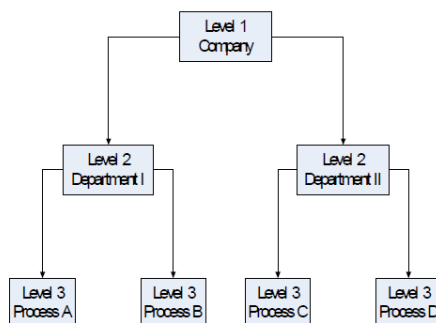 Level 1
Company
Level 2
Department I
Level 2
Department II
Level 3
Process A
Level 3
Process B
Level 3
Process C
Level 3
Process D